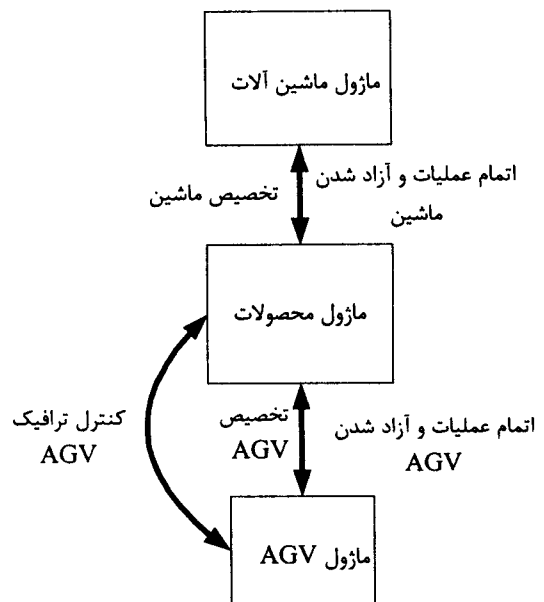 ماژول ماشین آلات
اتمام عملیات و آزاد شدن
ماشین
تخصیص ماشین
ماژول محصولات
کنترل ترافیک
AGV
تخصیص
AGV
اتمام عملیات و آزاد شدن
AGV
ماژول AGV